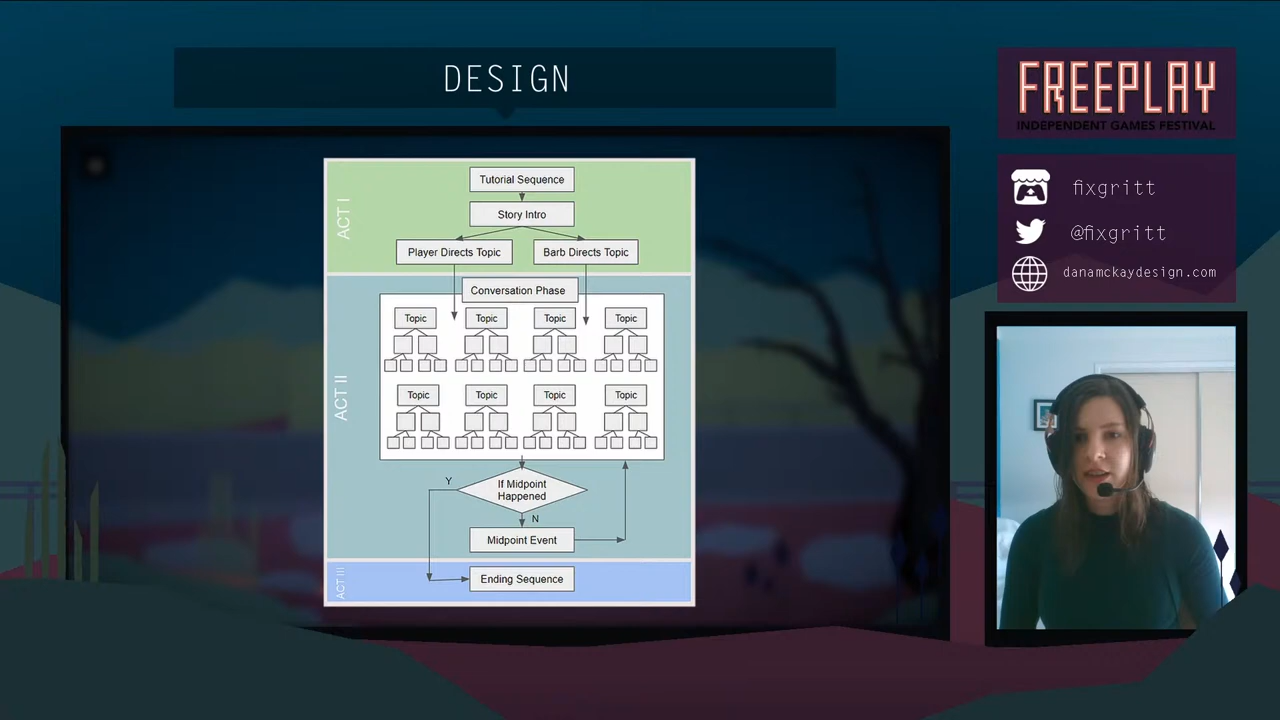 DESIGN
FREEPLAY
INDEPENDENT GAMES FESTIVAL
fixgritt
@fixgritt
danamckaydesign.com
ACT I
Tutorial Sequence
Story Intro
Player Directs Topic
Barb Directs Topic
ACT II
Conversation Phase
Topic
Topic
Topic
Topic
Topic
Topic
Topic
Topic
If Midpoint
Happened
Y
N
Midpoint Event
ACT III
Ending Sequence